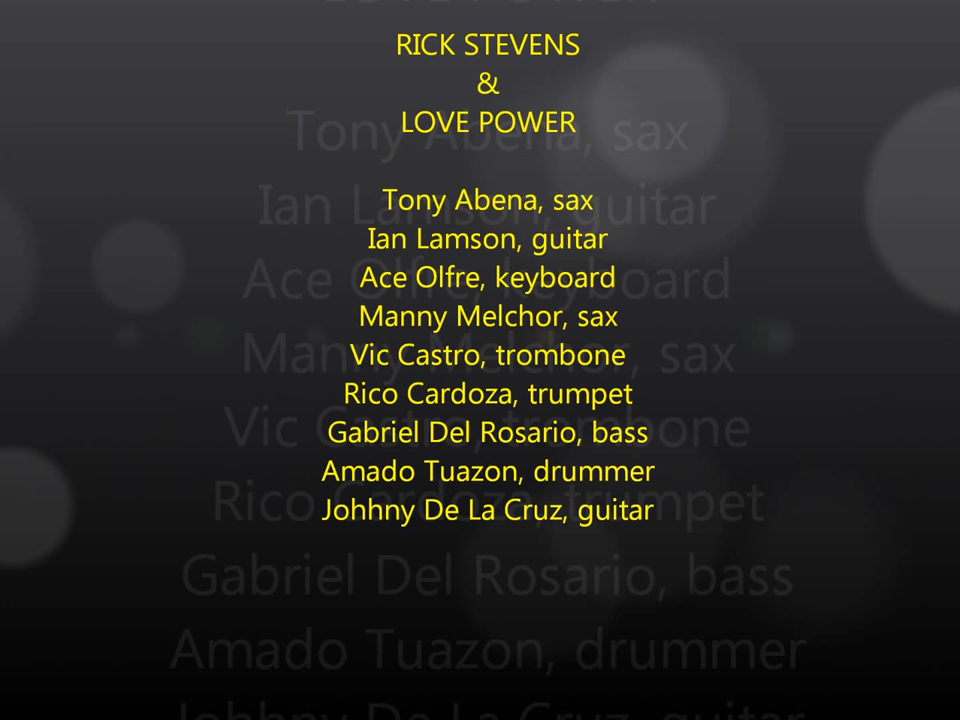 RICK STEVENS
&
LOVE POWER
Tony Abena, sax
Ian Lamson, guitar
Ace Olfre, keyboard
Manny Melchor, sax
Vic Castro, trombone
Rico Cardoza, trumpet
Gabriel Del Rosario, bass
Amado Tuazon, drummer
Johhny De La Cruz, guitar